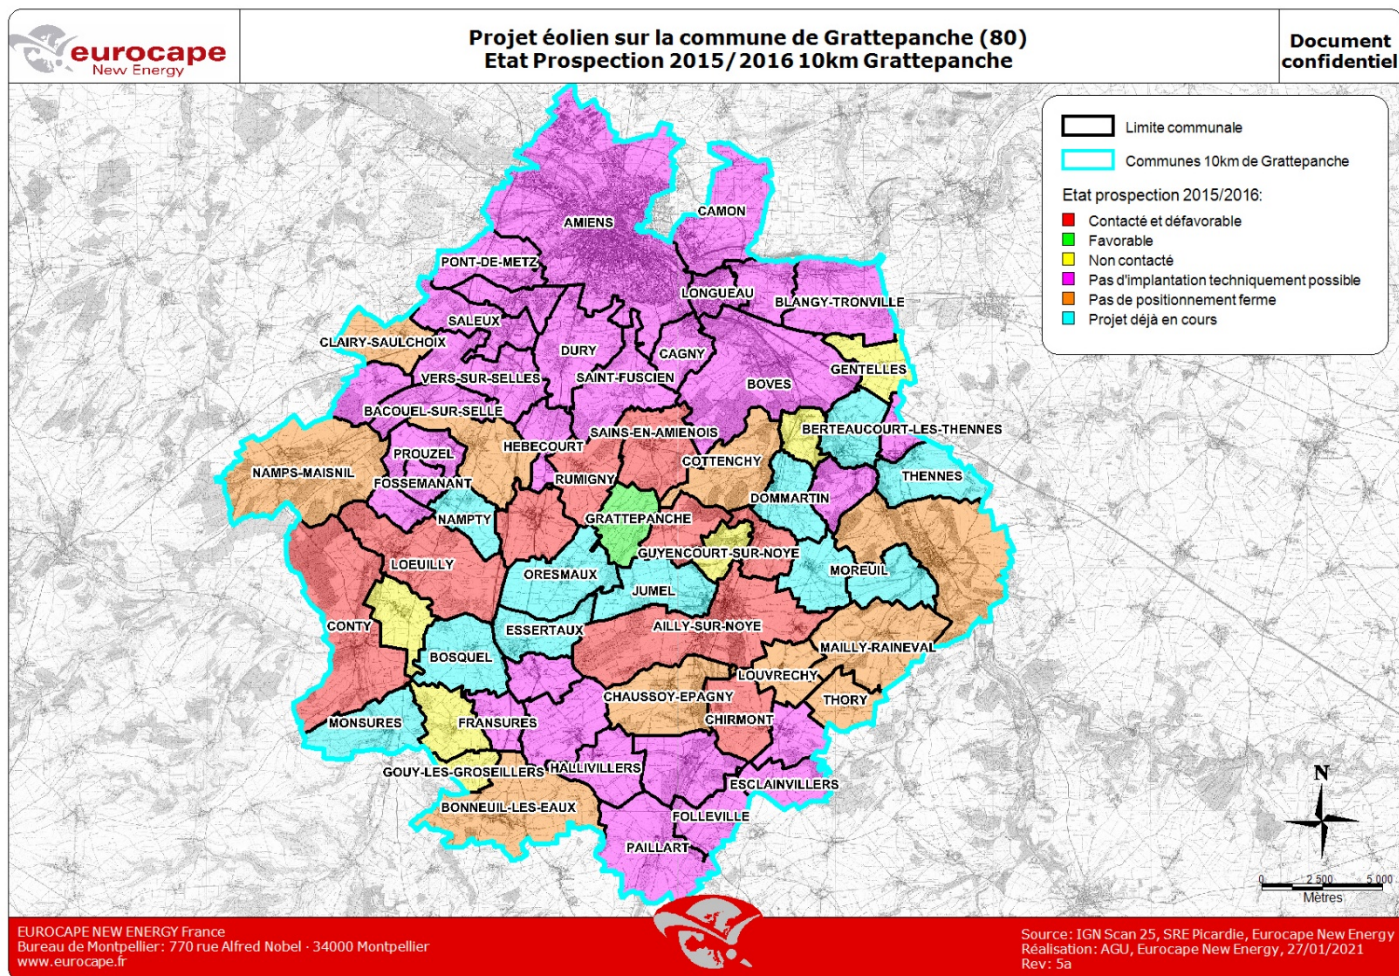 eurocape
New Energy
Projet éolien sur la commune de Grattepanche (80)
Etat Prospection 2015/2016 10km Grattepanche
Document
confidentiel
Limite communale
Communes 10km de Grattepanche
Etat prospection 2015/2016:
Contacté et défavorable
Favorable
Non contacté
Pas d'implantation techniquement possible
Pas de positionnement ferme
Projet déjà en cours
CAMON
AMIENS
PONT-DE-METZ
LONGUEAU
BLANGY-TRONVILLE
SALEUX
CLAIRY-SAULCHOIX
DURY
CAGNY
GENTELLES
VERS-SUR-SELLES
SAINT-FUSCIEN
BOVES
BACOUEL-SUR-SELLE
BERTEAUCOURT-LES-THENNES
SAINS-EN-AMIENOIS
HEBECOURT
PROUZEL
COTTENCHY
NAMPS-MAISNIL
RUMIGNY
THENNES
FOSSEMANANT
DOMMARTIN
NAMPTY
GRATTEPANCHE
GUYENCOURT-SUR-NOYE
LOEUILLY
ORESMAUX
MOREUIL
JUMEL
CONTY
ESSERTAUX
AILLY-SUR-NOYE
MAILLY-RAINEVAL
BOSQUEL
LOUVRECHY
CHAUSSOY-EPAGNY
THORY
CHIRMONT
MONSURES
FRANSURES
GOUY-LES-GROSEILLERS
HALLIVILLERS
ESCLAINVILLERS
BONNEUIL-LES-EAUX
FOLLEVILLE
PAILLART
N
0 2 500 5 000
Mètres
EUROCAPE NEW ENERGY France
Bureau de Montpellier: 770 rue Alfred Nobel - 34000 Montpellier
www.eurocape.fr
Source: IGN Scan 25, SRE Picardie, Eurocape New Energy
Réalisation: AGU, Eurocape New Energy, 27/01/2021
Rev: 5a